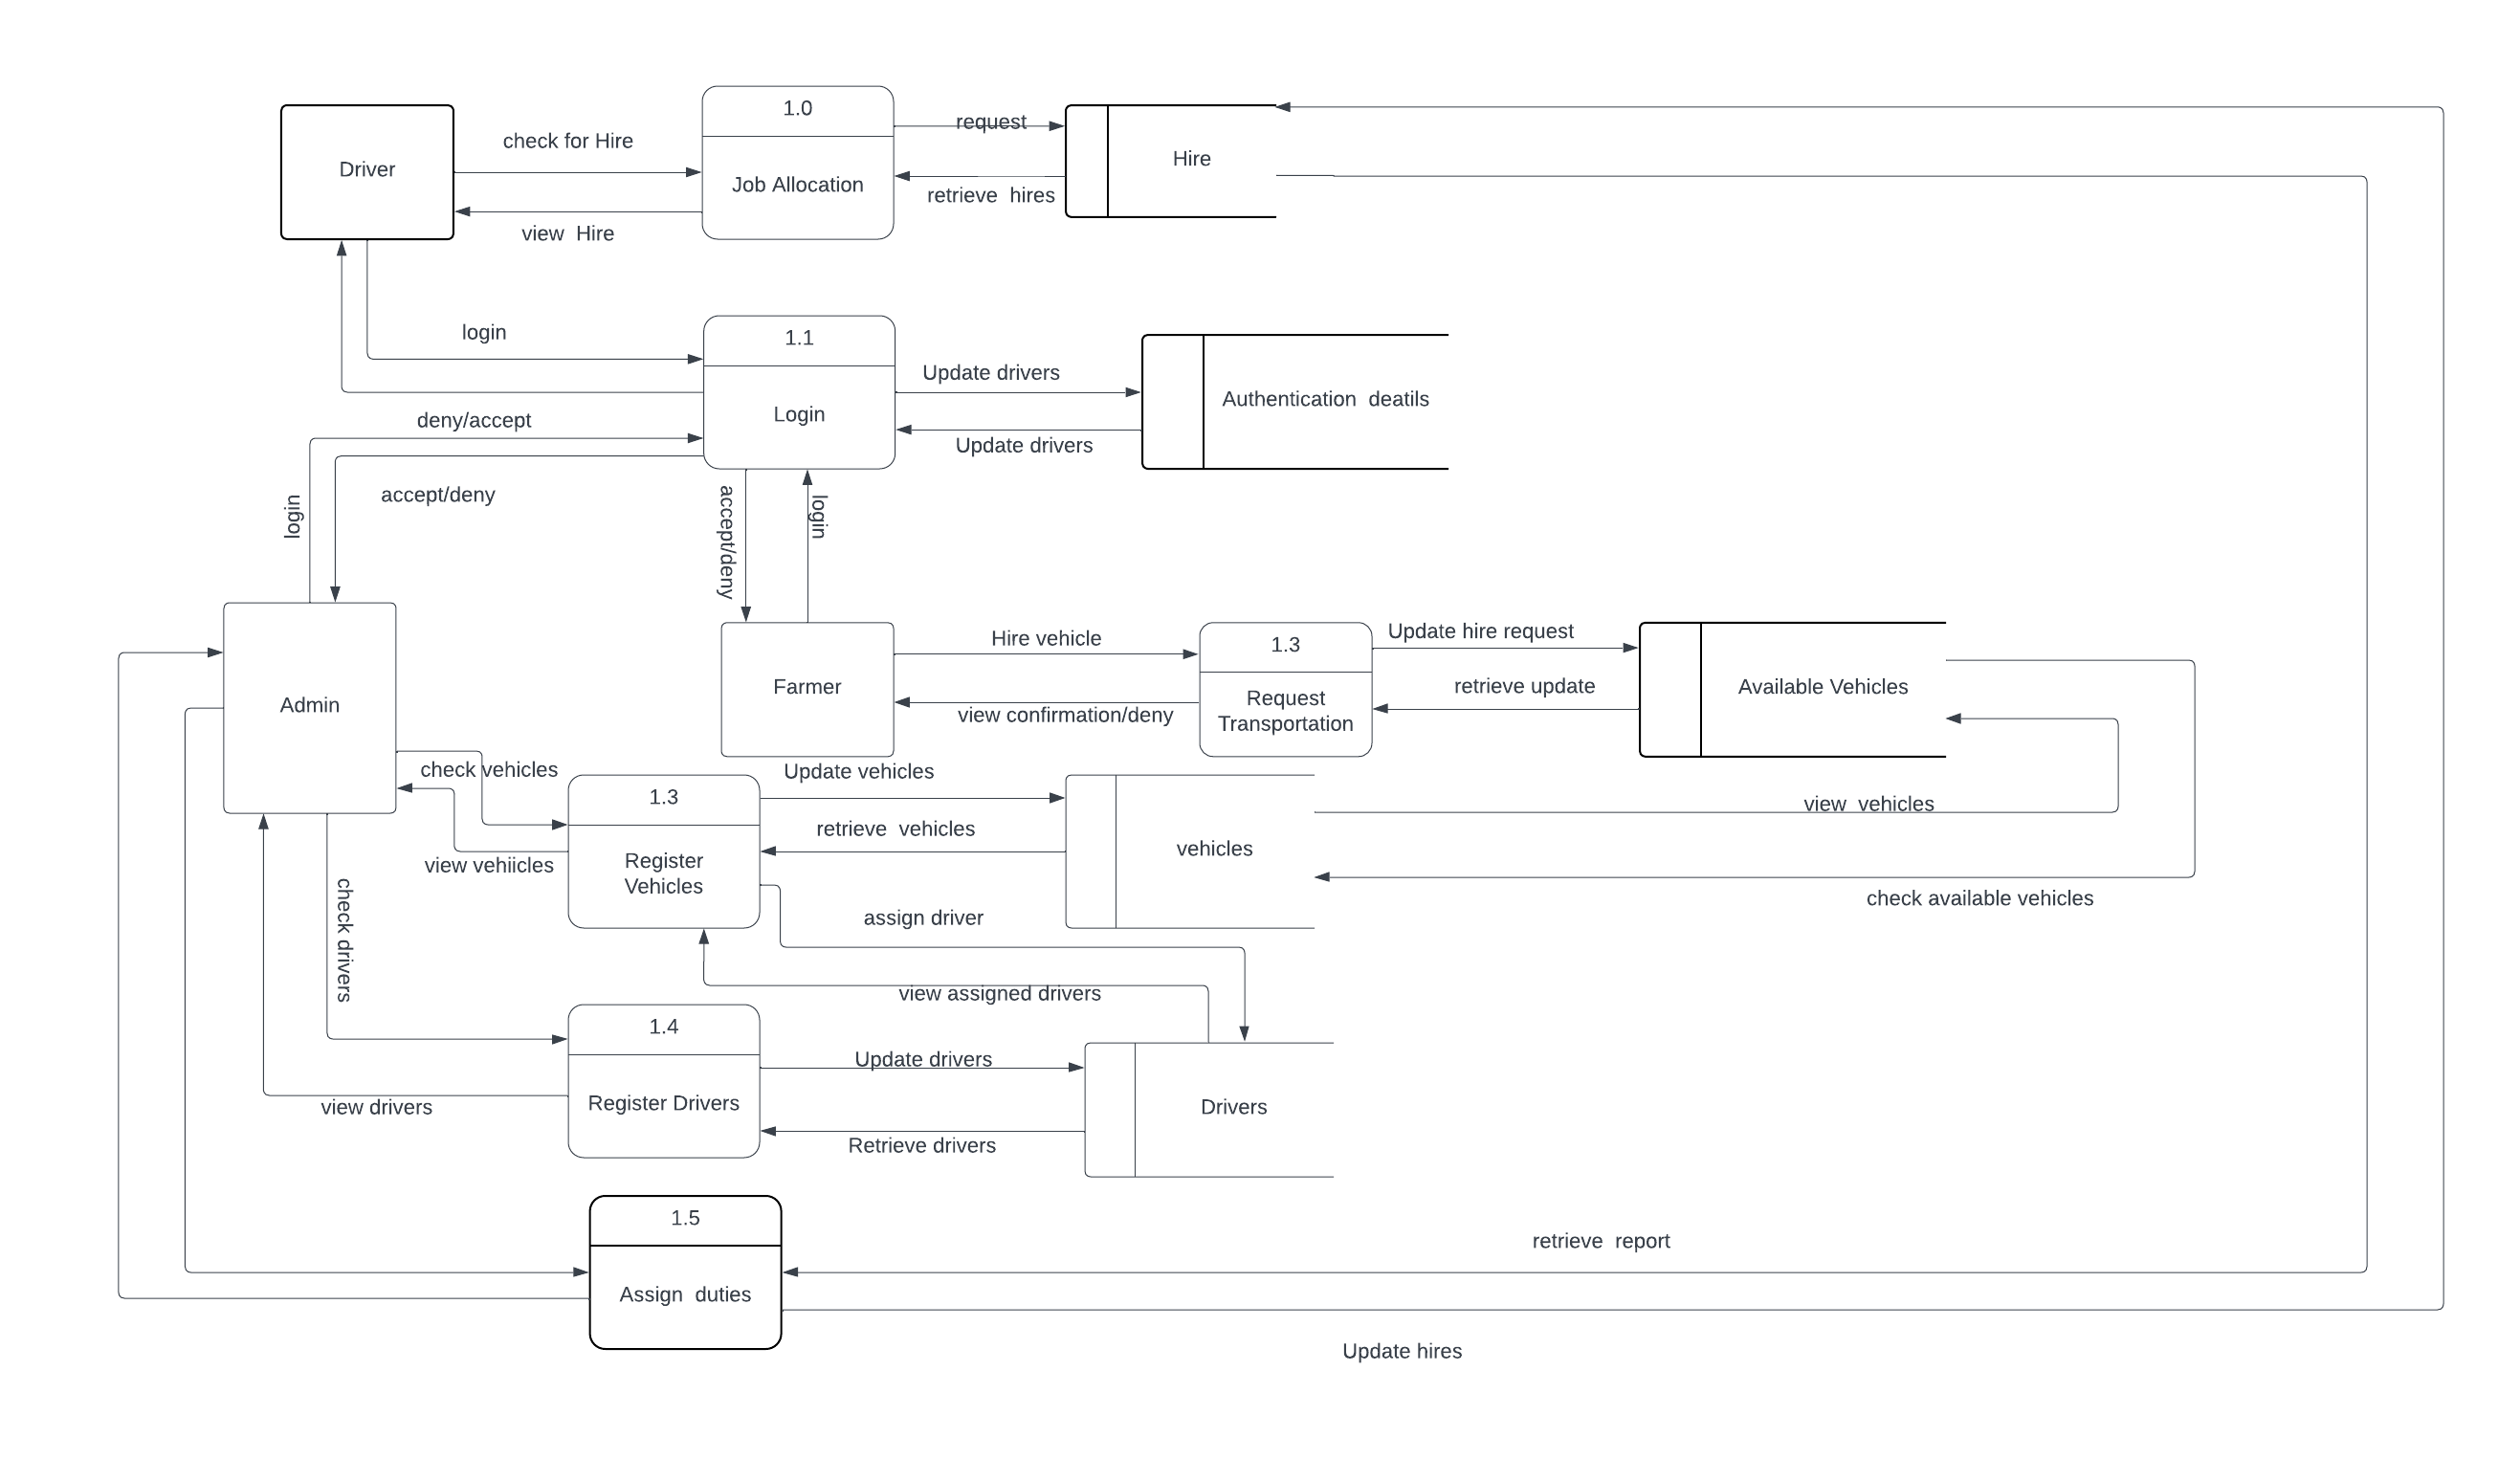 1.0
Driver
check for Hire
Job Allocation
view  Hire
request
retrieve  hires
Hire
login
1.1
Login
deny/accept
Update drivers
Update drivers
Authentication  deatils
login
accept/deny
accept/deny
login
Admin
Farmer
Hire vehicle
view confirmation/deny
1.3
Request
Transportation
Update hire request
retrieve update
Available Vehicles
check vehicles
view vehiicles
1.3
Register
Vehicles
Update vehicles
retrieve  vehicles
vehicles
view  vehicles
check available vehicles
assign driver
view assigned drivers
check drivers
view drivers
1.4
Register Drivers
Update drivers
Retrieve drivers
Drivers
1.5
Assign  duties
retrieve  report
Update hires